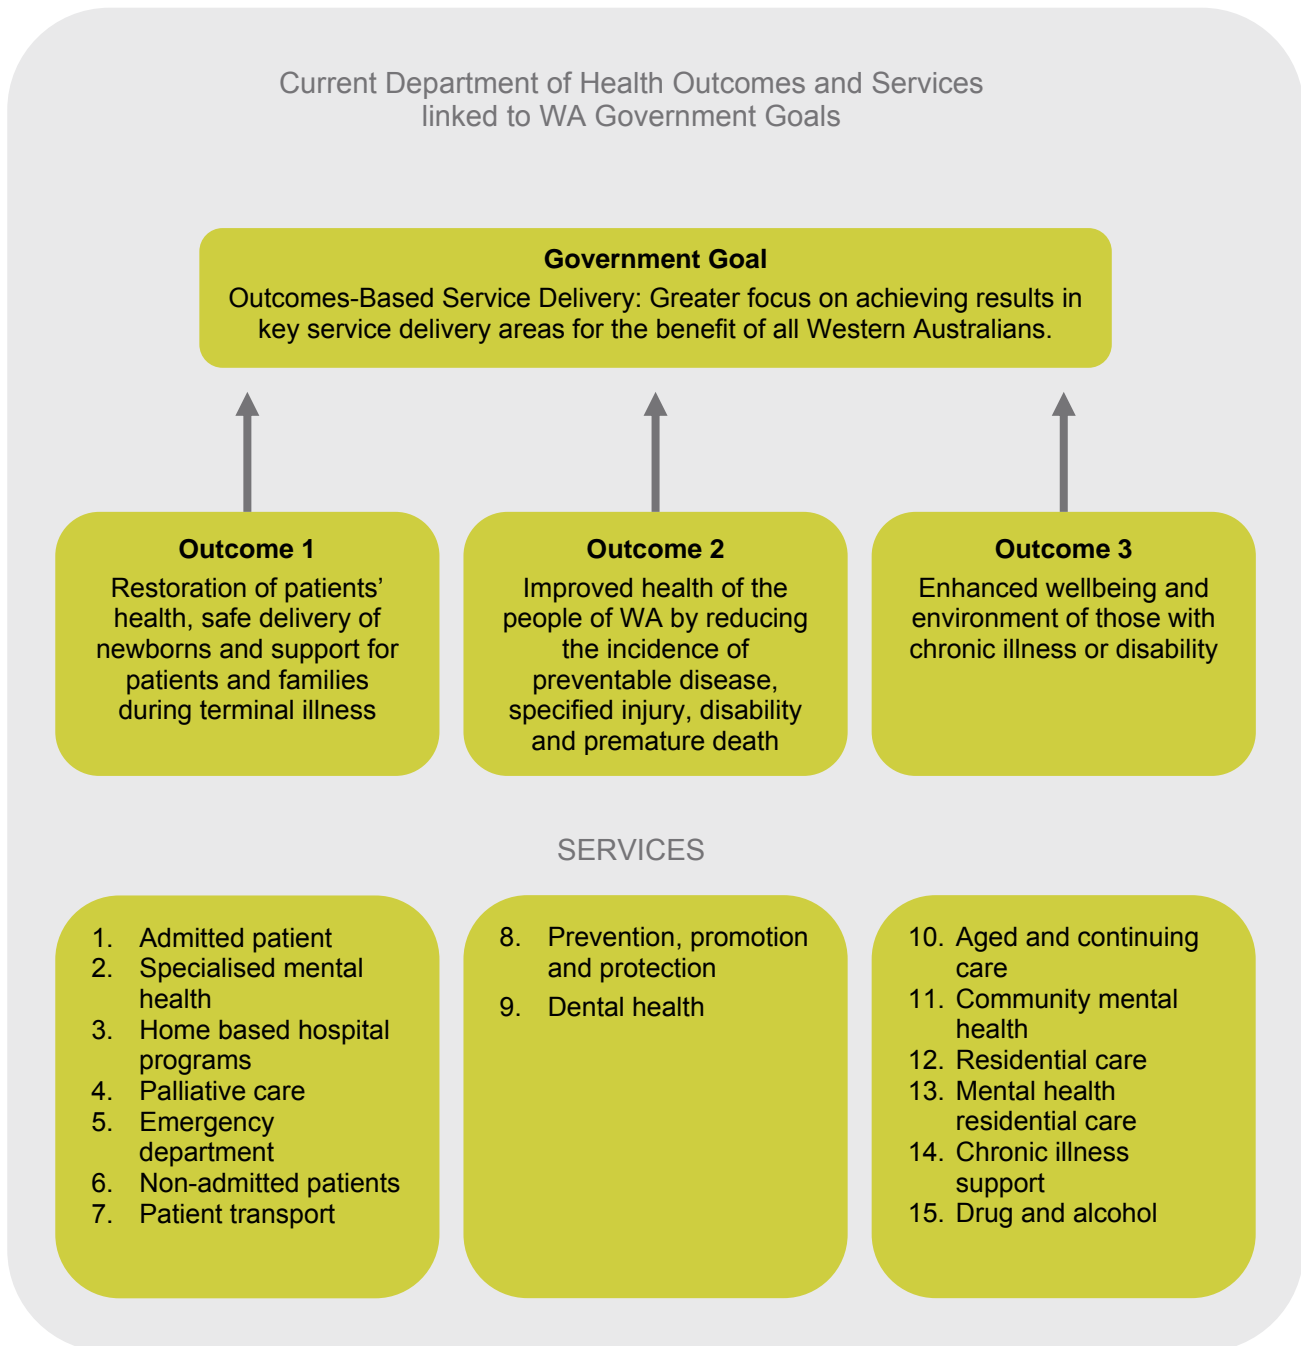 Current Department of Health Outcomes and Services
linked to WA Government Goals
Government Goal
Outcomes-Based Service Delivery: Greater focus on achieving results in
key service delivery areas for the benefit of all Western Australians.
Outcome 1
Restoration of patients’
health, safe delivery of
newborns and support for
patients and families
during terminal illness
Outcome 2
Improved health of the
people of WA by reducing
the incidence of
preventable disease,
specified injury, disability
and premature death
Outcome 3
Enhanced wellbeing and
environment of those with
chronic illness or disability
SERVICES
1. Admitted patient
2. Specialised mental
health
3. Home based hospital
programs
4. Palliative care
5. Emergency
department
6. Non-admitted patients
7. Patient transport
8. Prevention, promotion
and protection
9. Dental health
10. Aged and continuing
care
11. Community mental
health
12. Residential care
13. Mental health
residential care
14. Chronic illness
support
15. Drug and alcohol